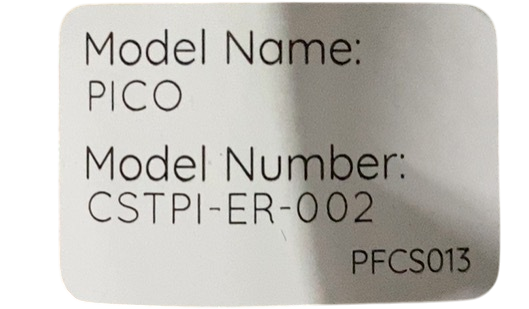 Model Name:
PICO
Model Number:
CSTPI-ER-002
PFCS013